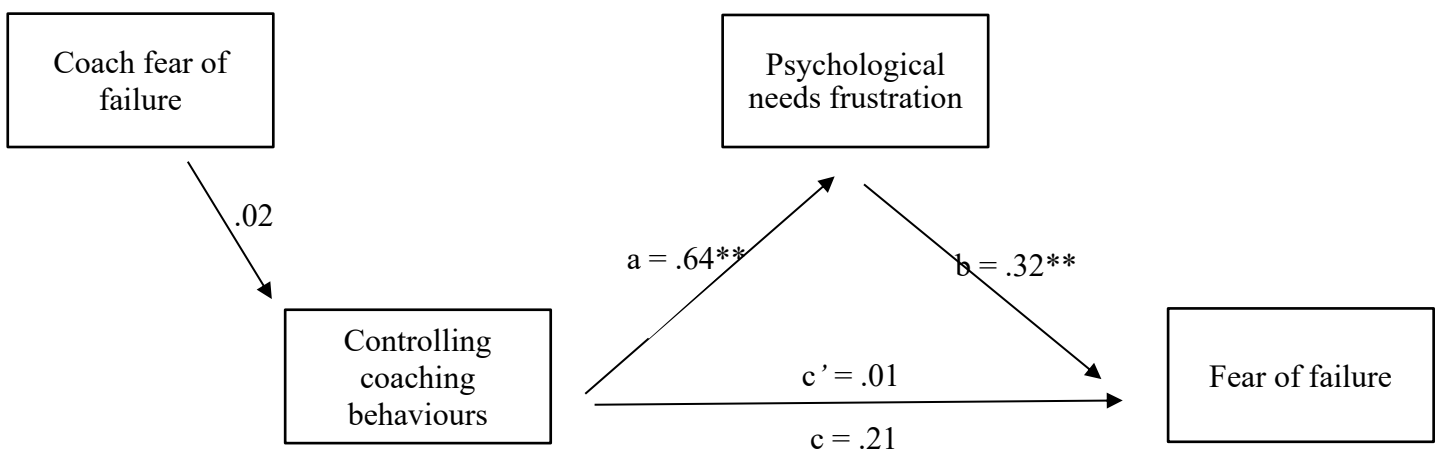 Coach fear of
failure
Psychological
needs frustration
.02
a = .64**
b = .32**
Controlling
coaching
behaviours
c’ = .01
c = .21
Fear of failure